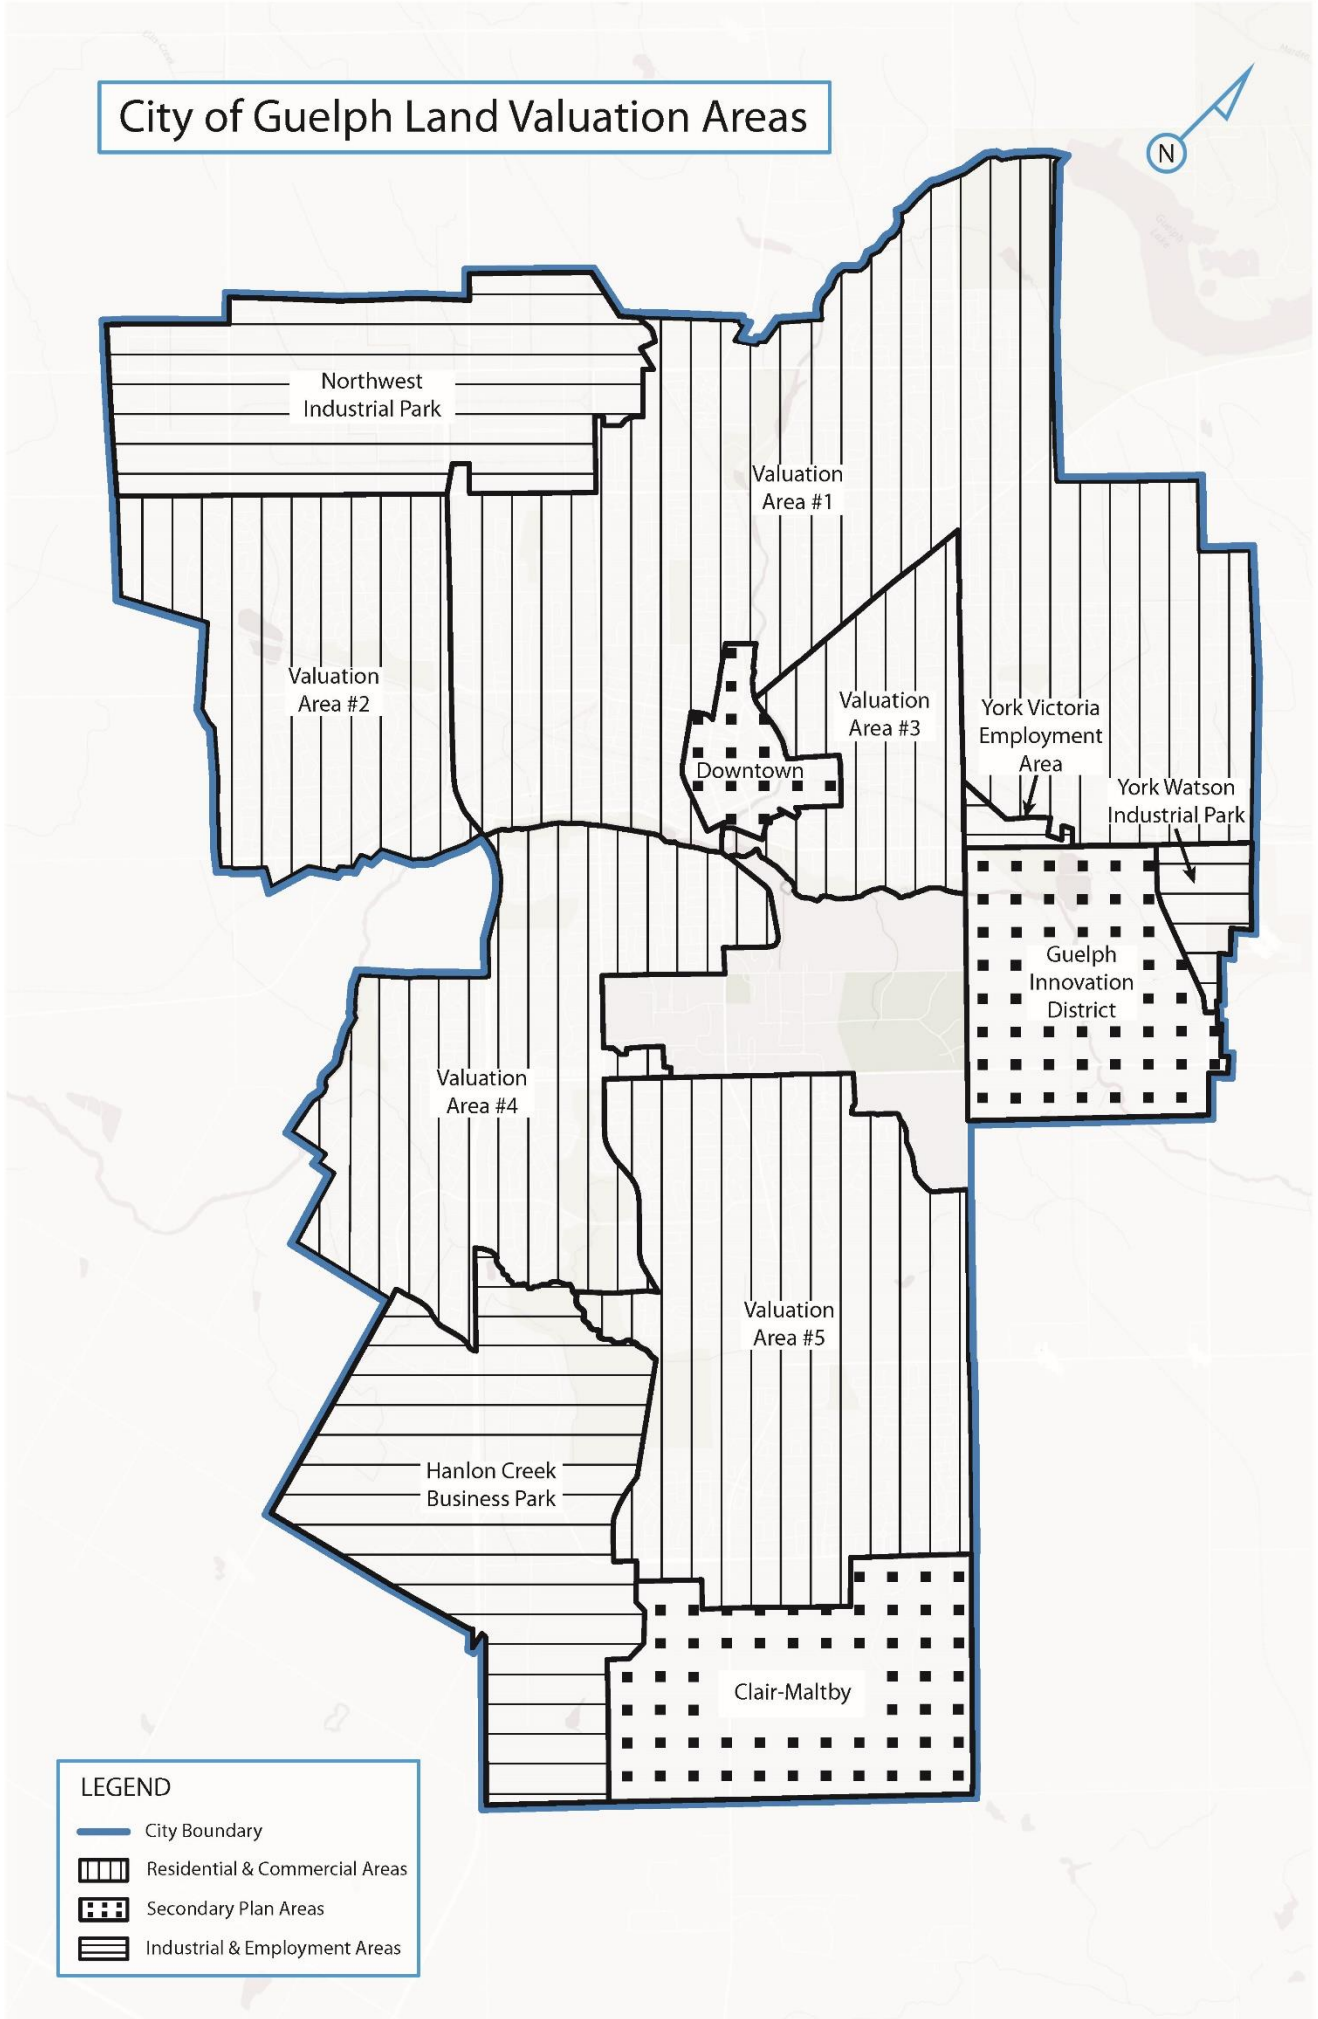 City of Guelph Land Valuation Areas
N
Northwest
Industrial Park
Valuation
Area #1
Valuation
Area #2
Valuation
Area #3
York Victoria
Employment
Area
Downtown
York Watson
Industrial Park
Guelph
Innovation
District
Valuation
Area #4
Valuation
Area #5
Hanlon Creek
Business Park
Clair-Maltby
LEGEND
City Boundary
Residential & Commercial Areas
Secondary Plan Areas
Industrial & Employment Areas
Guelph
Lake